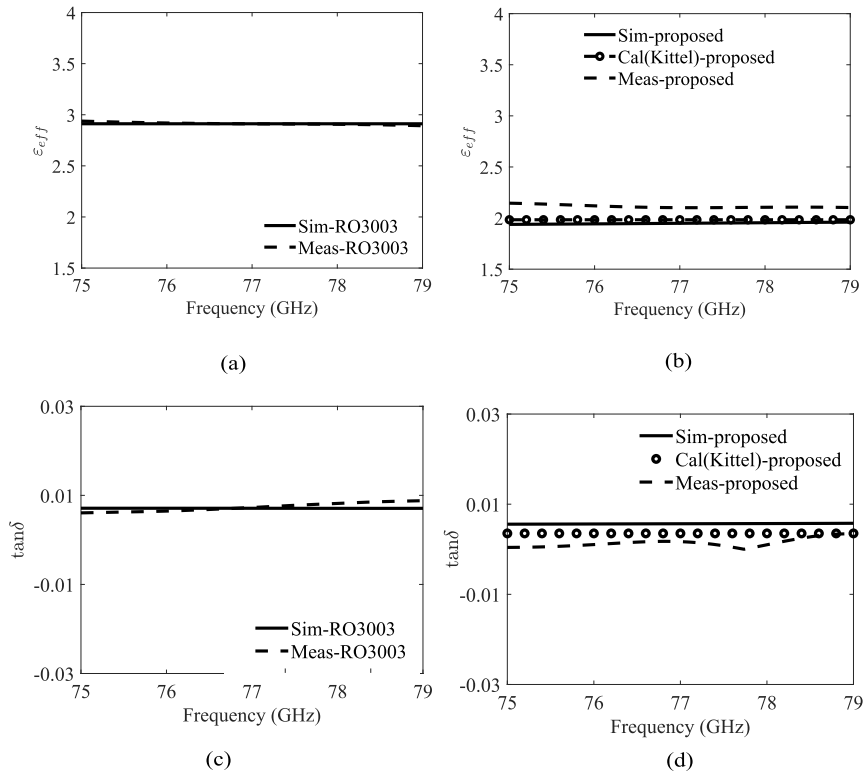 4
3.5
3
2.5
2
1.5
εeff
Sim-RO3003
Meas-RO3003
75 76 77 78 79
Frequency (GHz)
(a)
4
3.5
3
2.5
2
1.5
εeff
Sim-proposed
Cal(Kittel)-proposed
Meas-proposed
75 76 77 78 79
Frequency (GHz)
(b)
0.03
0.01
-0.01
-0.03
tanδ
Sim-RO3003
Meas-RO3003
75 76 77 78 79
Frequency (GHz)
(c)
0.03
0.01
-0.01
-0.03
tanδ
Sim-proposed
Cal(Kittel)-proposed
Meas-proposed
75 76 77 78 79
Frequency (GHz)
(d)